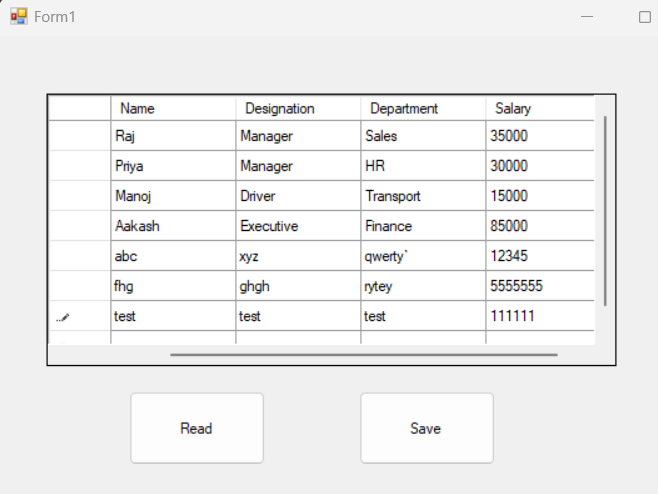 Form1
Name Designation Department Salary
Raj Manager Sales 35000
Priya Manager HR 30000
Manoj Driver Transport 15000
Aakash Executive Finance 85000
abc xyz qwerty` 12345
fhg ghgh rytey 5555555
test test test 111111
Read Save